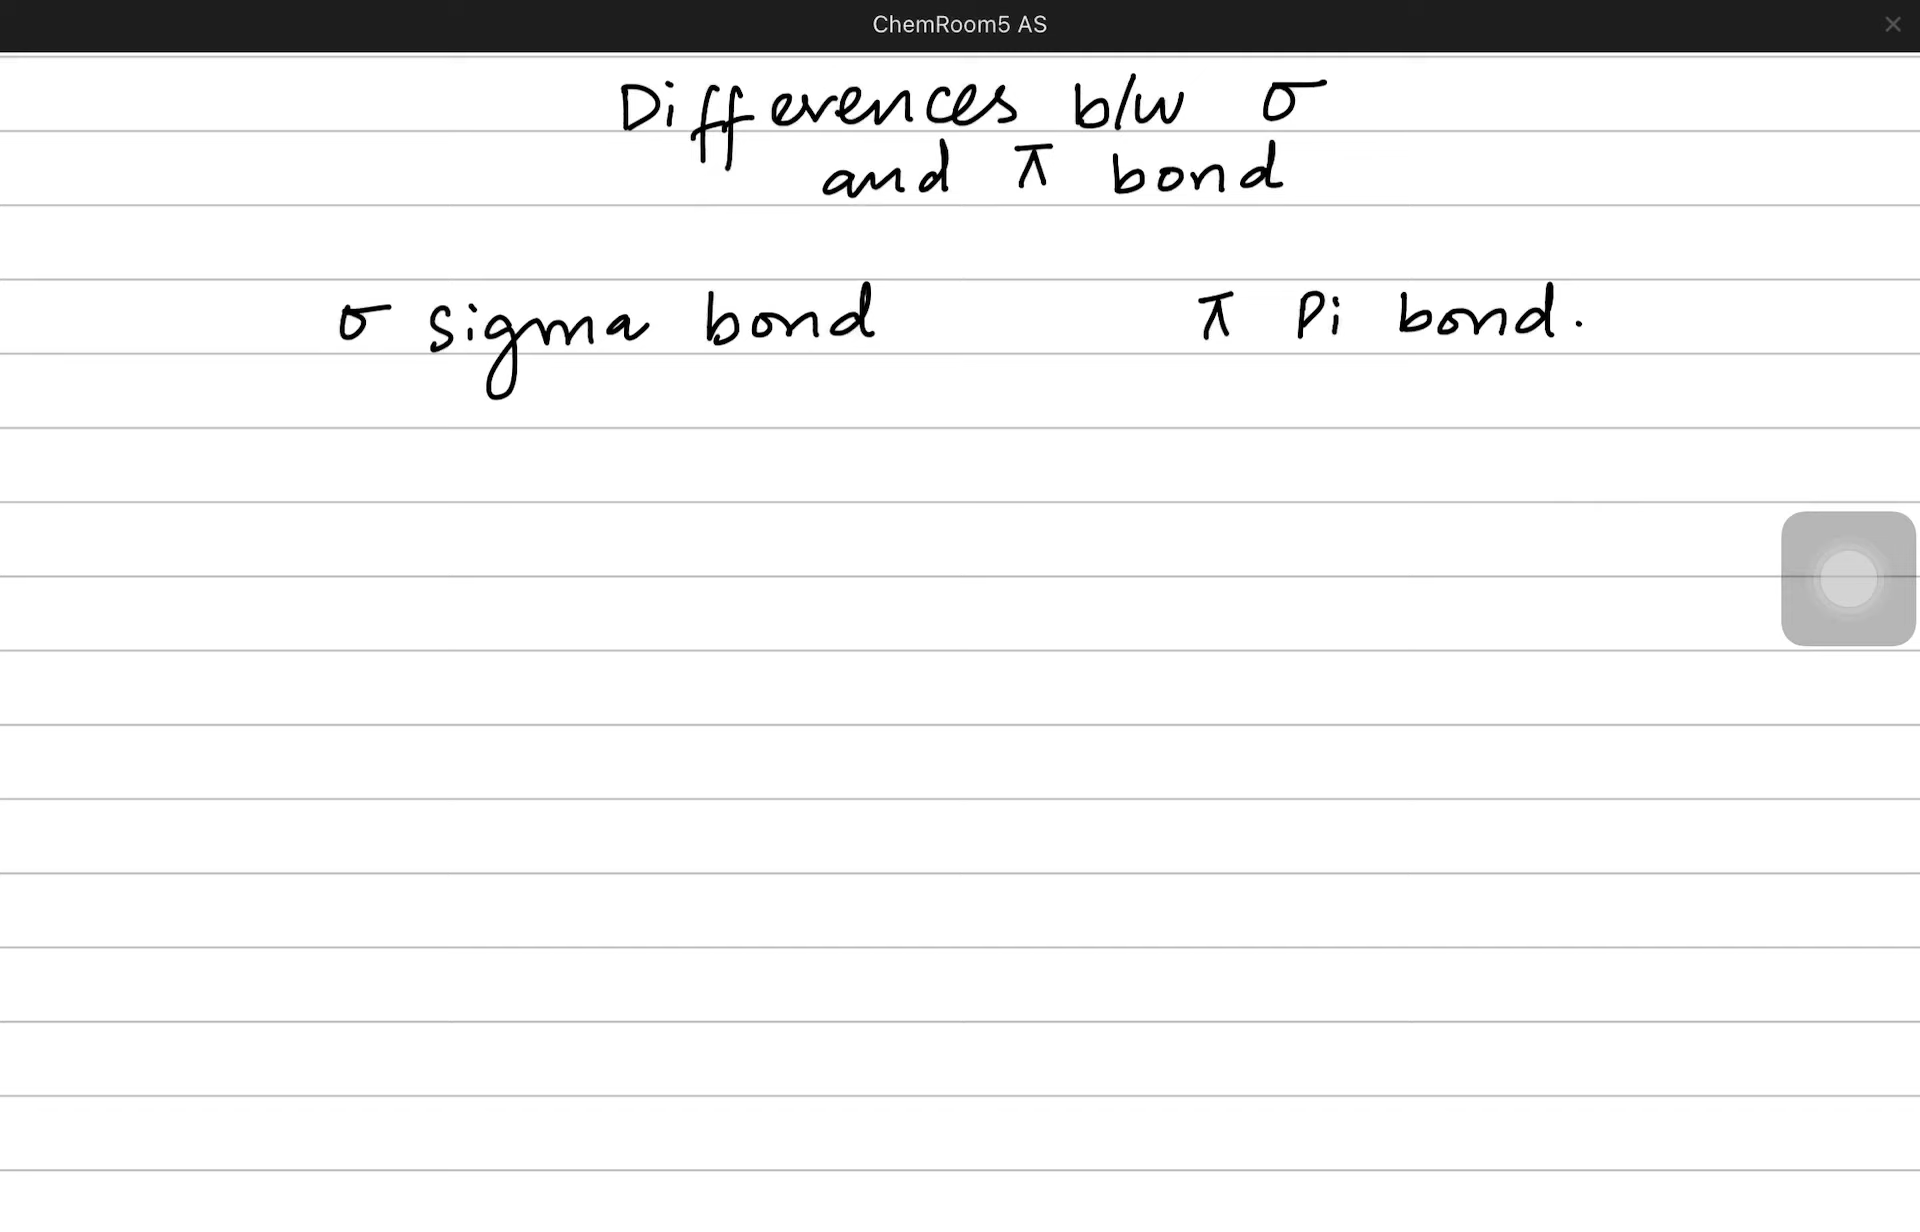 ChemRoom5 AS
Differences b/w σ
and π bond
σ sigma bond π Pi bond.